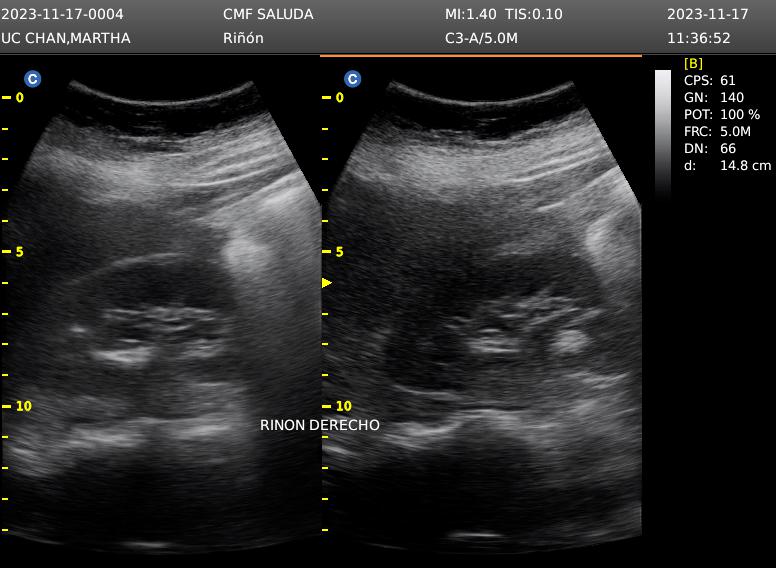 2023-11-17-0004 CMF SALUDA MI:1.40 TIS:0.10 2023-11-17
UC CHAN,MARTHA Riñón C3-A/5.0M 11:36:52
[B]
CPS: 61
GN: 140
POT: 100 %
FRC: 5.0M
DN: 66
d: 14.8 cm
C C
0 0
5 5
10 10
RINON DERECHO